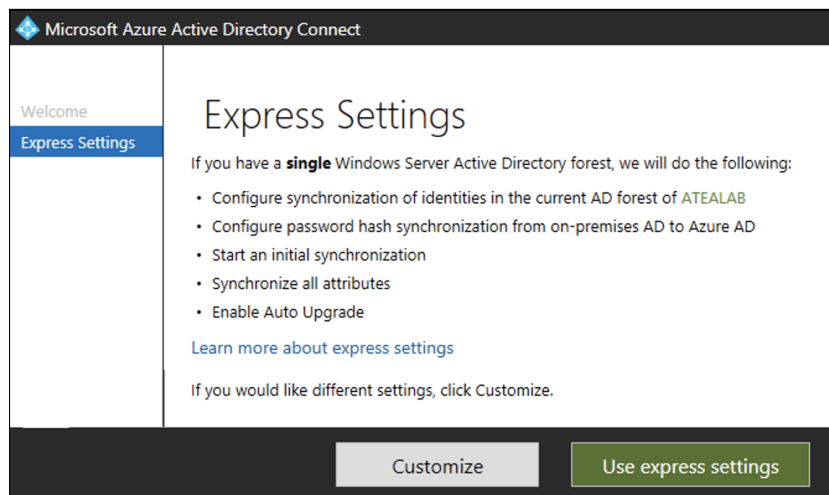 Microsoft Azure Active Directory Connect
Welcome
Express Settings
Express Settings
If you have a single Windows Server Active Directory forest, we will do the following:
• Configure synchronization of identities in the current AD forest of ATEALAB
• Configure password hash synchronization from on-premises AD to Azure AD
• Start an initial synchronization
• Synchronize all attributes
• Enable Auto Upgrade
Learn more about express settings
If you would like different settings, click Customize.
Customize
Use express settings